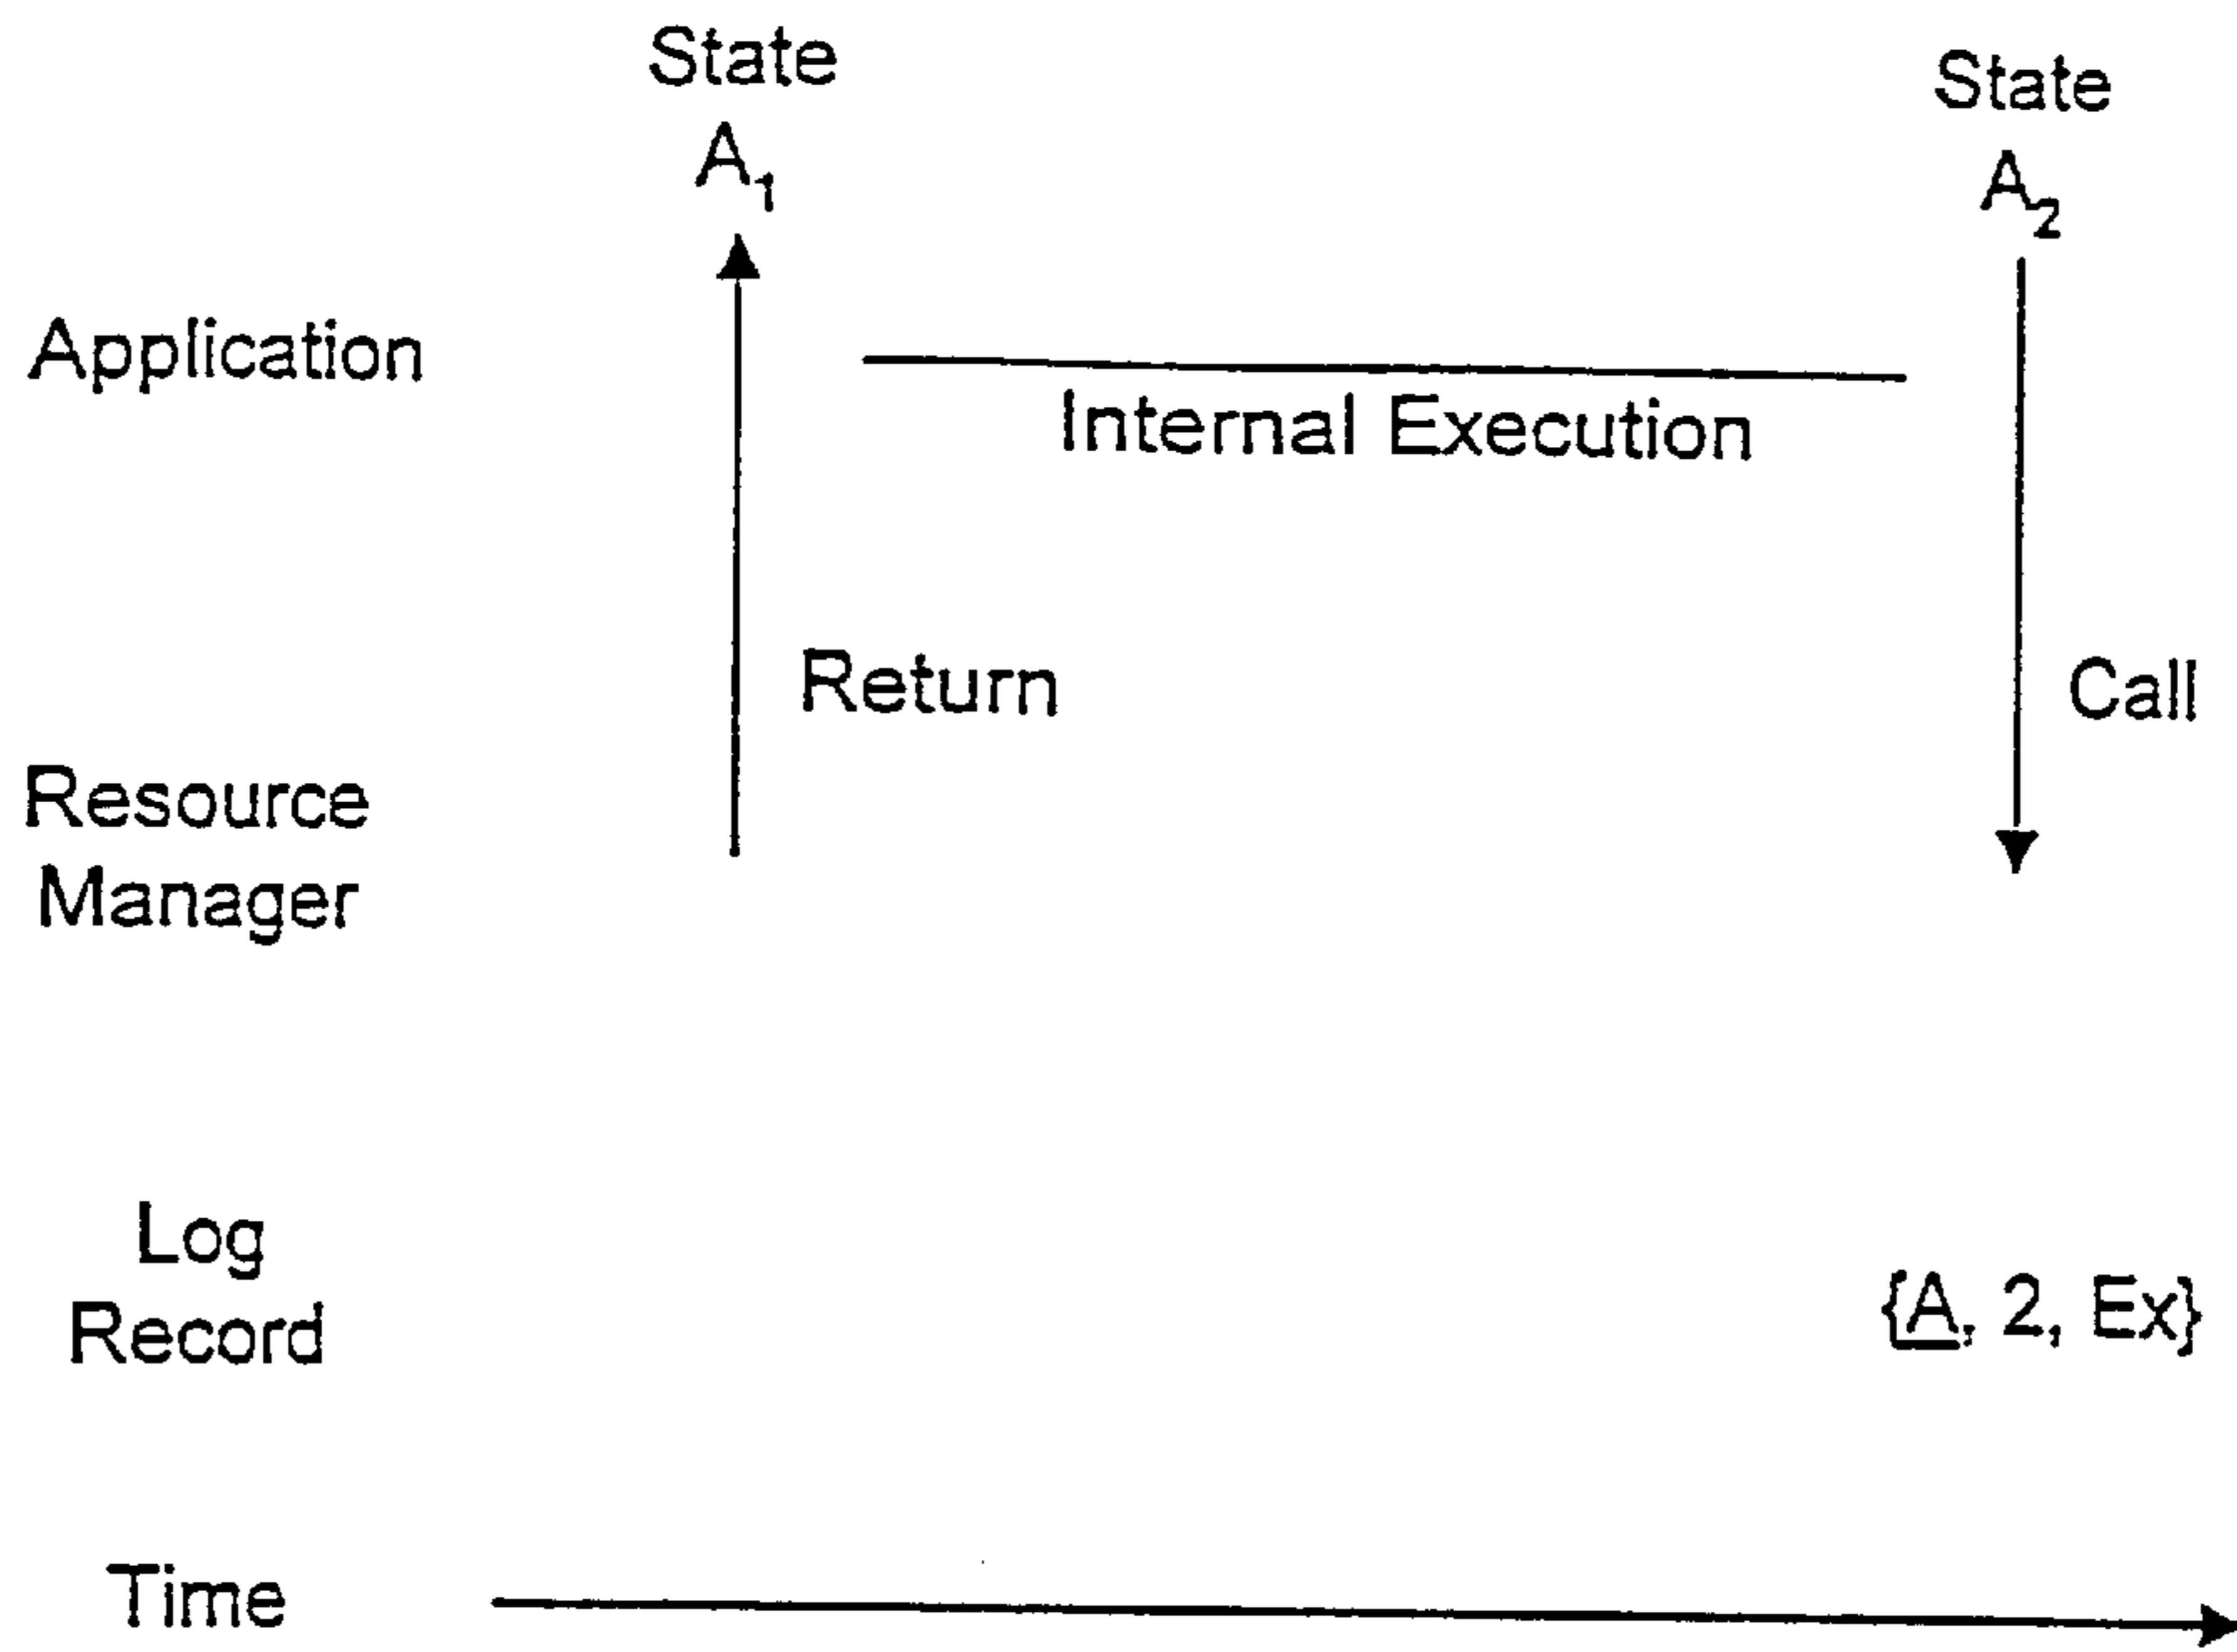 State
A₁
State
A₂
Application
Internal Execution
Return
Call
Resource
Manager
Log
Record
{A, 2, Ex}
Time